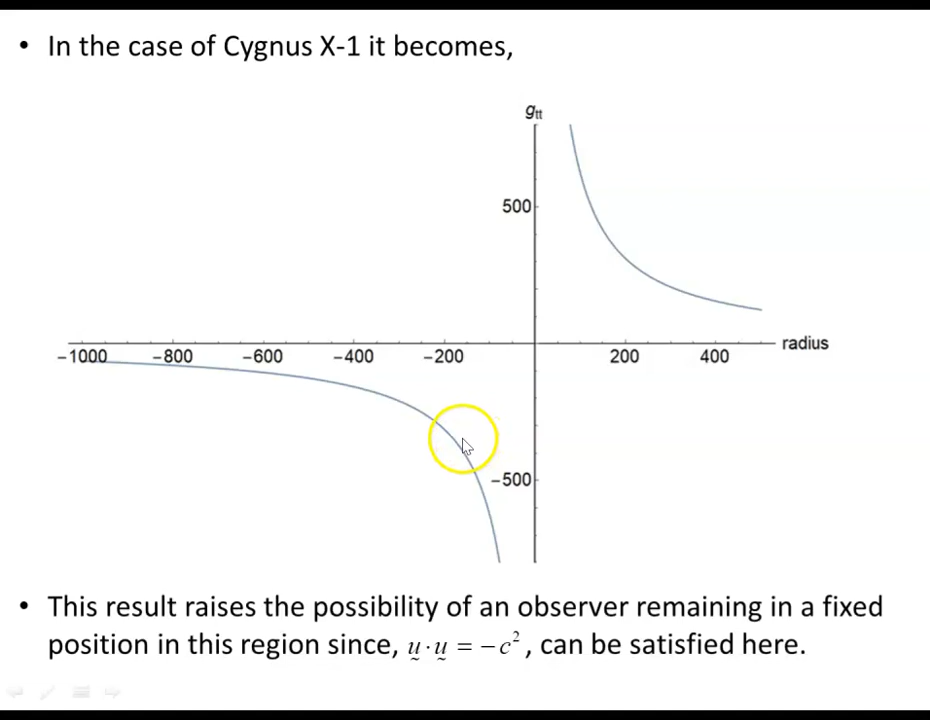 • In the case of Cygnus X-1 it becomes,
gtt
500
-1000 -800 -600 -400 -200 200 400 radius
-500
• This result raises the possibility of an observer remaining in a fixed
position in this region since, u · u = −c², can be satisfied here.